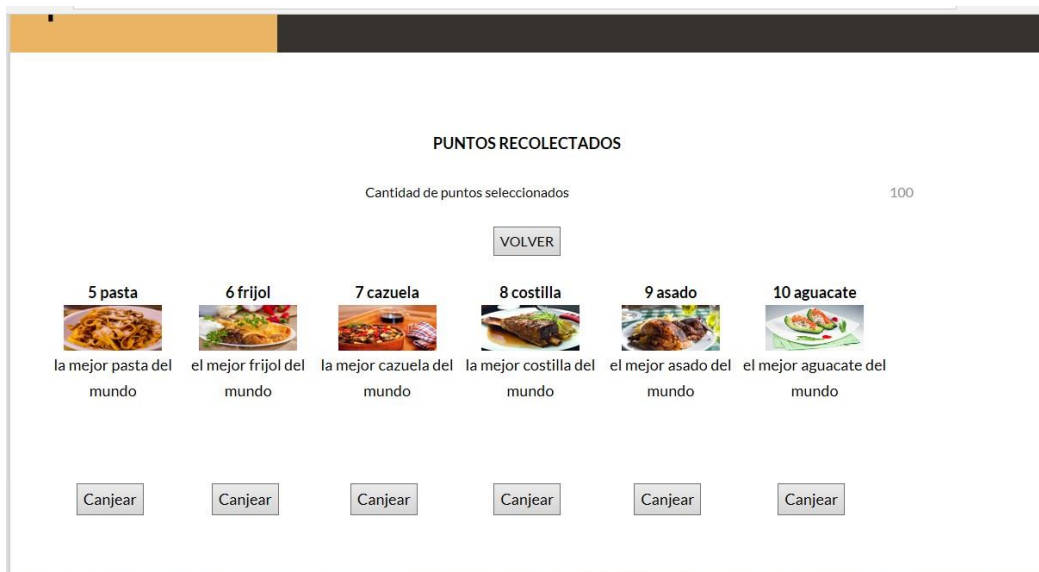 PUNTOS RECOLECTADOS
Cantidad de puntos seleccionados 100
VOLVER
5 pasta 6 frijol 7 cazuela 8 costilla 9 asado 10 aguacate
la mejor pasta del el mejor frijol del la mejor cazuela del la mejor costilla del el mejor asado del el mejor aguacate del
mundo mundo mundo mundo mundo mundo
Canjear Canjear Canjear Canjear Canjear Canjear